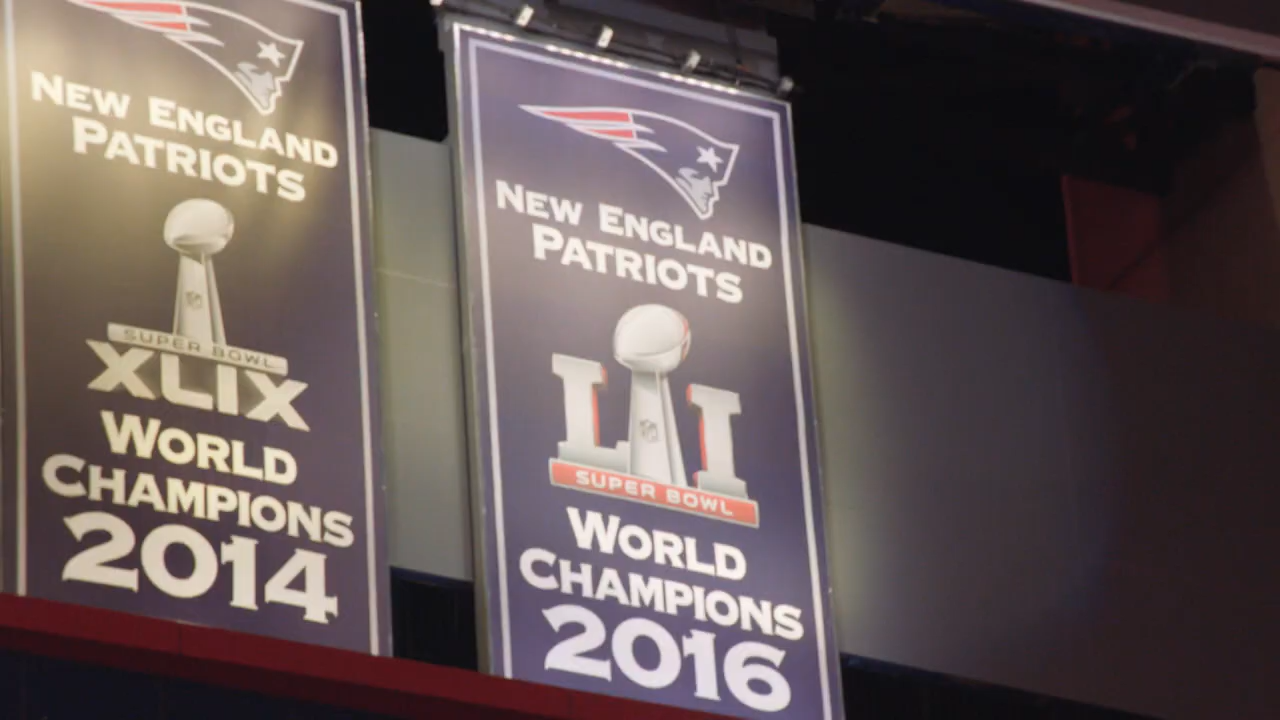 NEW ENGLAND
PATRIOTS
SUPER BOWL
XLIX
WORLD
CHAMPIONS
2014
NEW ENGLAND
PATRIOTS
LI
SUPER BOWL
WORLD
CHAMPIONS
2016